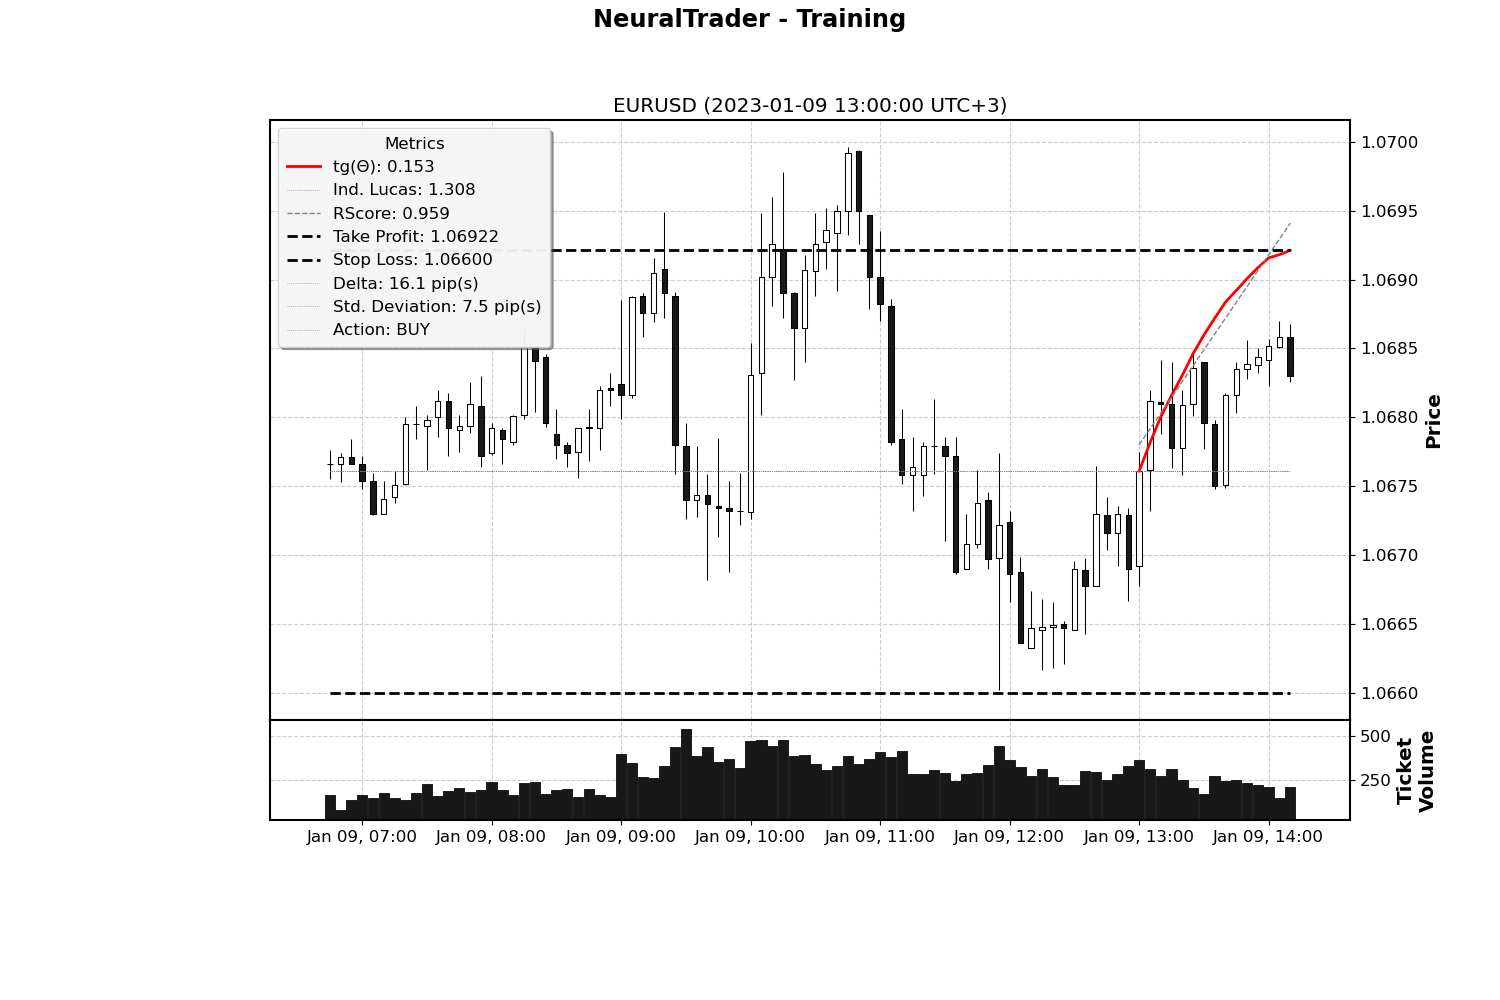 NeuralTrader - Training
EURUSD (2023-01-09 13:00:00 UTC+3)
Metrics
tg(Θ): 0.153
Ind. Lucas: 1.308
RScore: 0.959
Take Profit: 1.06922
Stop Loss: 1.06600
Delta: 16.1 pip(s)
Std. Deviation: 7.5 pip(s)
Action: BUY
1.0700
1.0695
1.0690
1.0685
1.0680
1.0675
1.0670
1.0665
1.0660
Price
500
250
Ticket
Volume
Jan 09, 07:00
Jan 09, 08:00
Jan 09, 09:00
Jan 09, 10:00
Jan 09, 11:00
Jan 09, 12:00
Jan 09, 13:00
Jan 09, 14:00